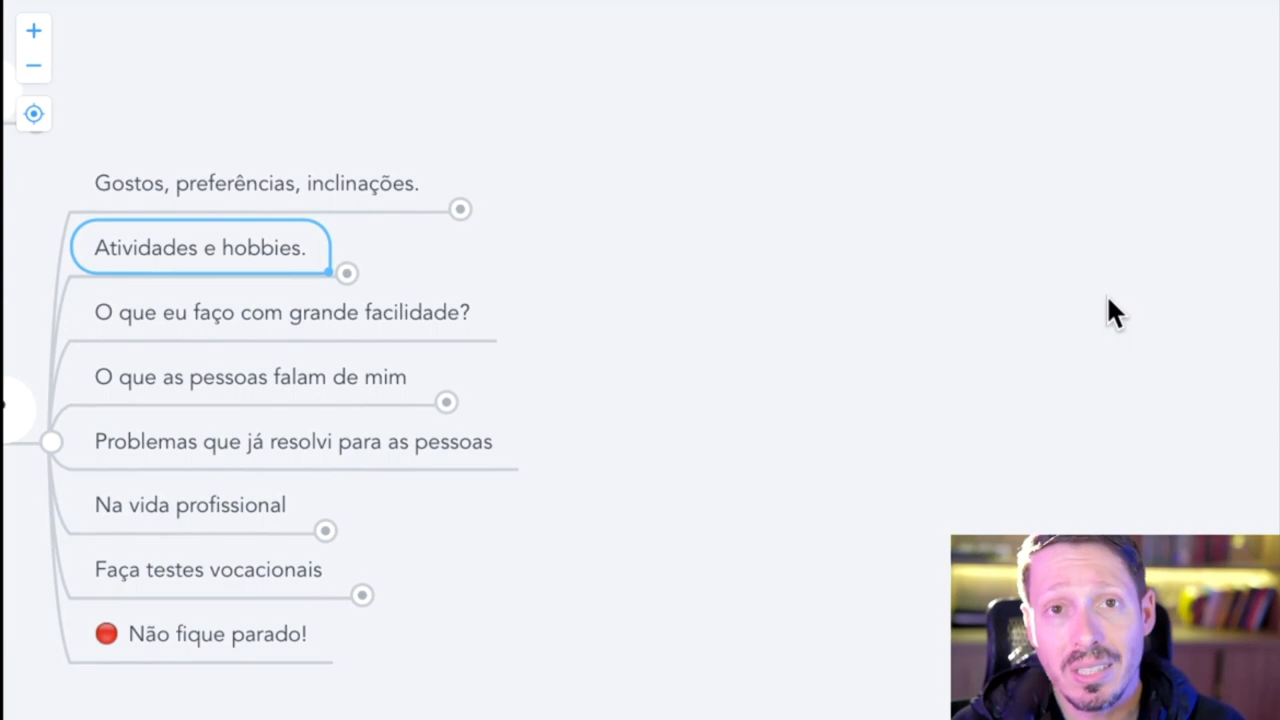 Gostos, preferências, inclinações.
Atividades e hobbies.
O que eu faço com grande facilidade?
O que as pessoas falam de mim
Problemas que já resolvi para as pessoas
Na vida profissional
Faça testes vocacionais
Não fique parado!